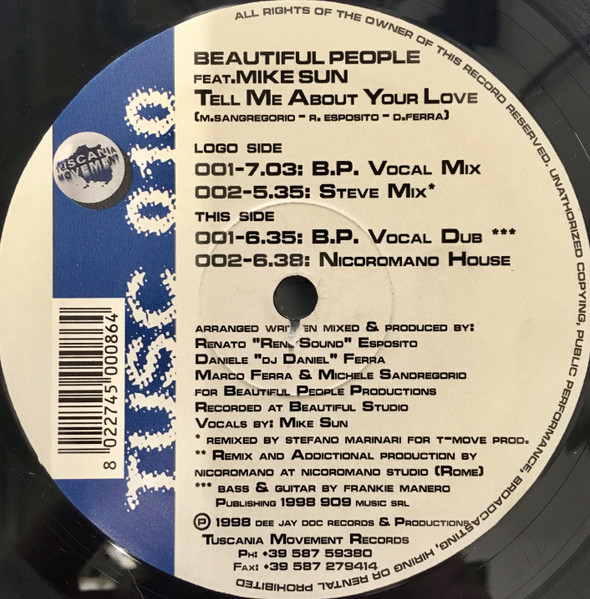 ALL RIGHTS OF THE OWNER OF THIS RECORD RESERVED. UNATHORIZED COPYING, PUBLIC PERFORMANCE, BROADCASTING, HIRING OR RENTAL PROHIBITED
BEAUTIFUL PEOPLE
FEAT.MIKE SUN
TELL ME ABOUT YOUR LOVE
(M.SANGREGORIO - R. ESPOSITO - D.FERRA)
LOGO SIDE
001-7.03: B.P. VOCAL MIX
002-5.35: STEVE MIX*
THIS SIDE
001-6.35: B.P. VOCAL DUB ***
002-6.38: NICOROMANO HOUSE
ARRANGED WRITTEN MIXED & PRODUCED BY:
RENATO "RENE SOUND" ESPOSITO
DANIELE "DJ DANIEL" FERRA
MARCO FERRA & MICHELE SANDREGORIO
FOR BEAUTIFUL PEOPLE PRODUCTIONS
RECORDED AT BEAUTIFUL STUDIO
VOCALS BY: MIKE SUN
* REMIXED BY STEFANO MARINARI FOR T-MOVE PROD.
** REMIX AND ADDICTIONAL PRODUCTION BY
NICOROMANO AT NICOROMANO STUDIO (ROME)
*** BASS & GUITAR BY FRANKIE MANERO
PUBLISHING 1998 909 MUSIC SRL
Ⓟ 1998 DEE JAY DOC RECORDS & PRODUCTIONS
TUSCANIA MOVEMENT RECORDS
PH: +39 587 59380
FAX: +39 587 279414
TUSCANIA
MOVEMENT
TUSC 010
8 022745 000864